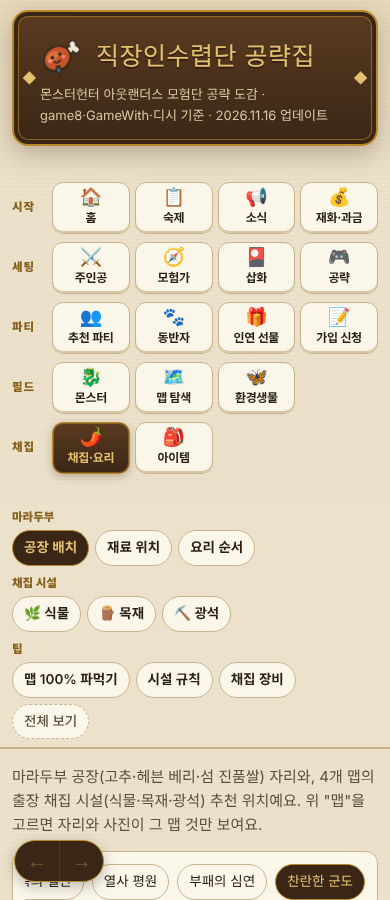 직장인수렵단 공략집
몬스터헌터 아웃랜더스 모험단 공략 도감 ·
game8·GameWith·디시 기준 · 2026.11.16 업데이트
시작
홈
숙제
소식
재화·과금
세팅
주인공
모험가
삽화
공략
파티
추천 파티
동반자
인연 선물
가입 신청
필드
몬스터
맵 탐색
환경생물
채집
채집·요리
아이템
마라두부
공장 배치
재료 위치
요리 순서
채집 시설
식물
목재
광석
팁
맵 100% 파먹기
시설 규칙
채집 장비
전체 보기
마라두부 공장(고추·헤븐 베리·섬 진품쌀) 자리와, 4개 맵의
출장 채집 시설(식물·목재·광석) 추천 위치예요. 위 "맵"을
고르면 자리와 사진이 그 맵 것만 보여요.
← →
열사 평원
부패의 심연
찬란한 군도